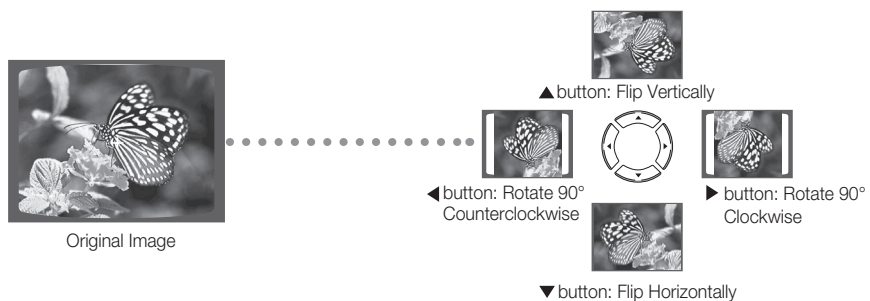 ▲ button: Flip Vertically
◀ button: Rotate 90°
Counterclockwise
▶ button: Rotate 90°
Clockwise
Original Image
▼ button: Flip Horizontally